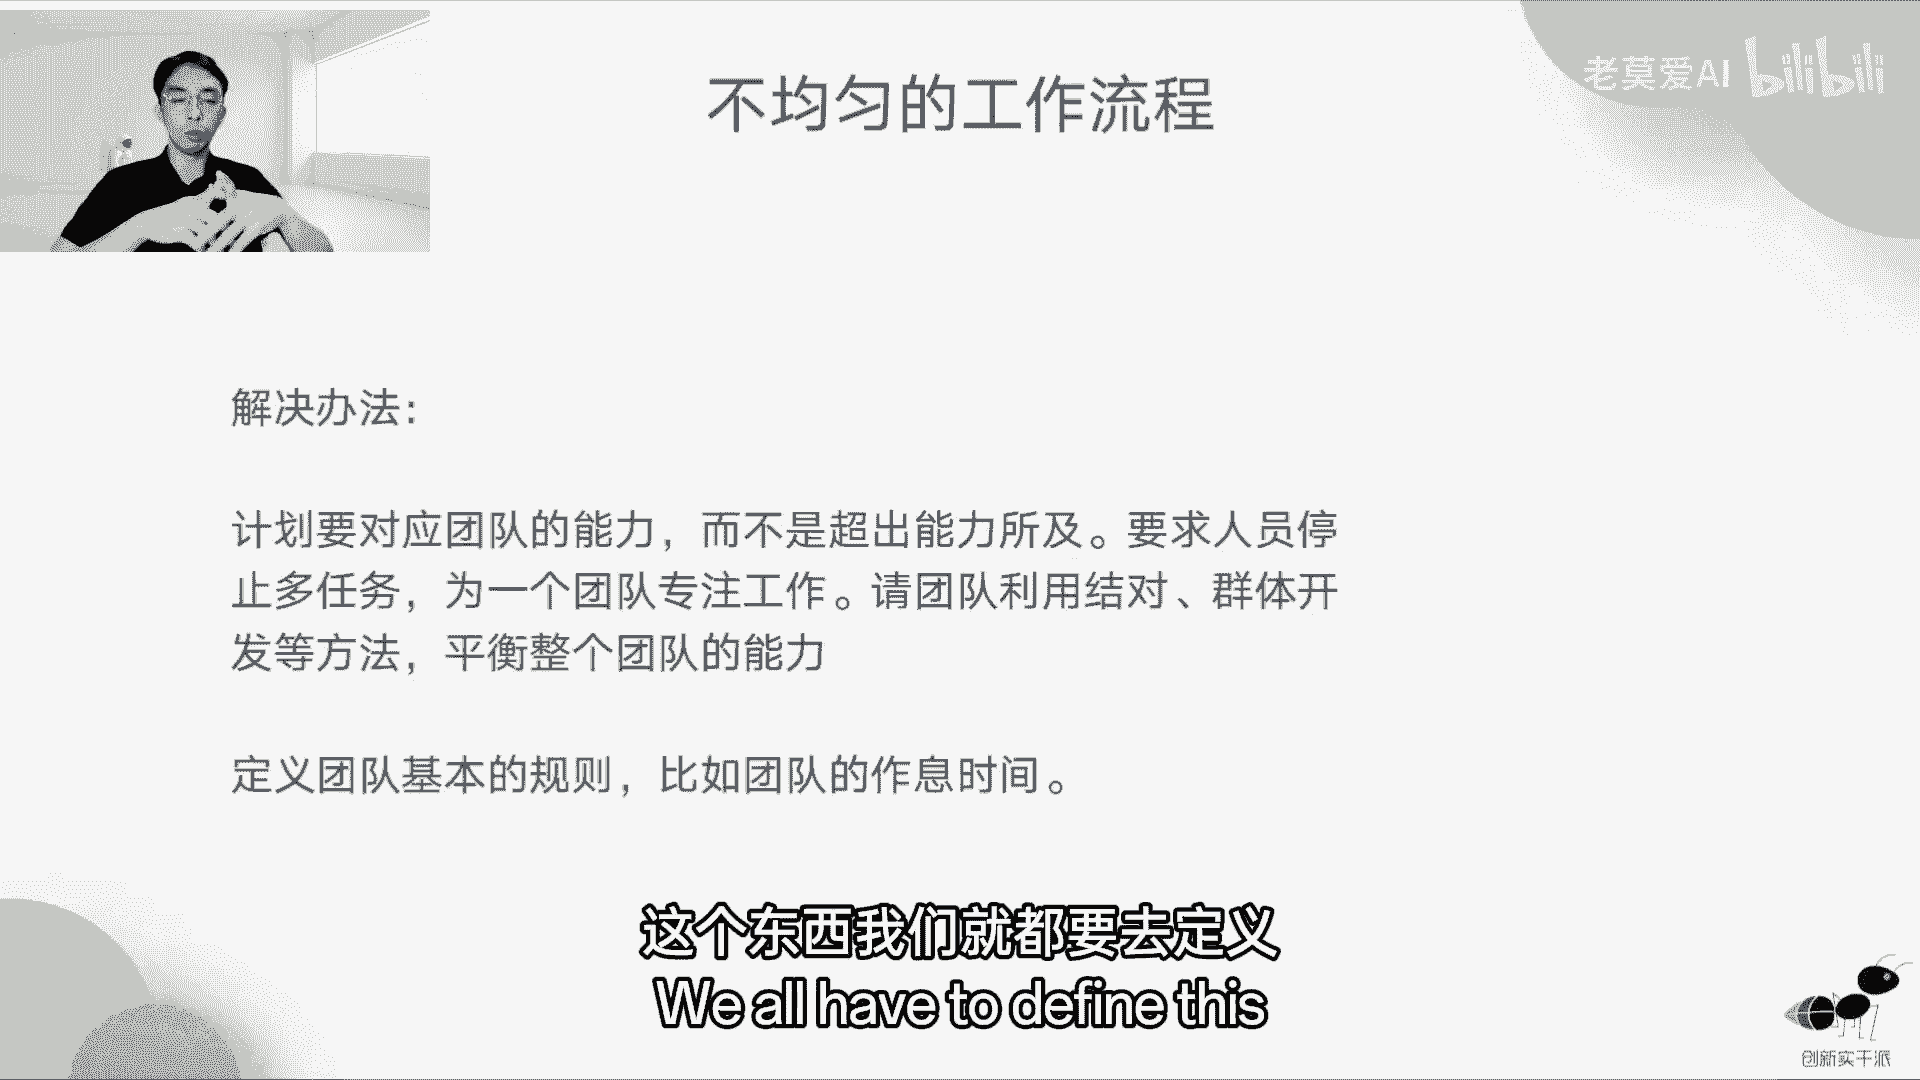 老莫爱AI bilibili
不均匀的工作流程
解决办法：
计划要对应团队的能力，而不是超出能力所及。要求人员停
止多任务，为一个团队专注工作。请团队利用结对、群体开
发等方法，平衡整个团队的能力
定义团队基本的规则，比如团队的作息时间。
这个东西我们就都要去定义
We all have to define this
创新实干派